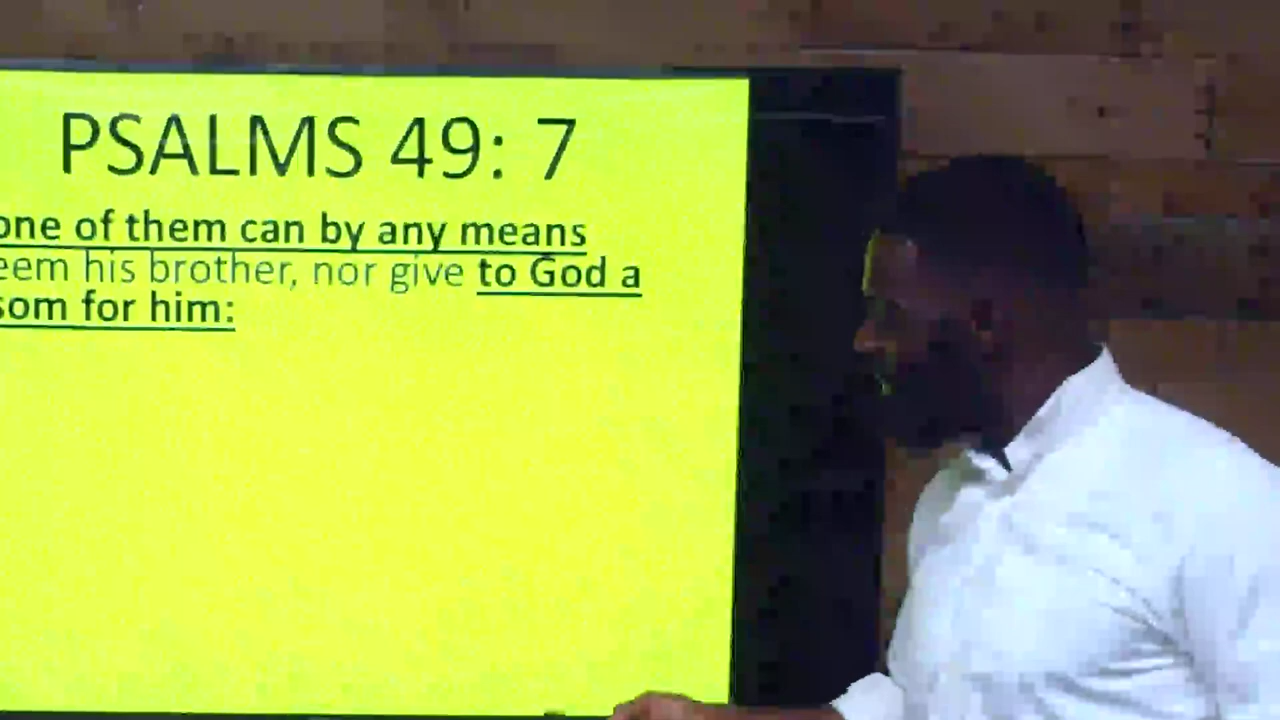 PSALMS 49: 7
one of them can by any means
eem his brother, nor give to God a
som for him: